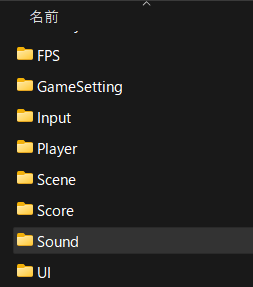 名前
FPS
GameSetting
Input
Player
Scene
Score
Sound
UI